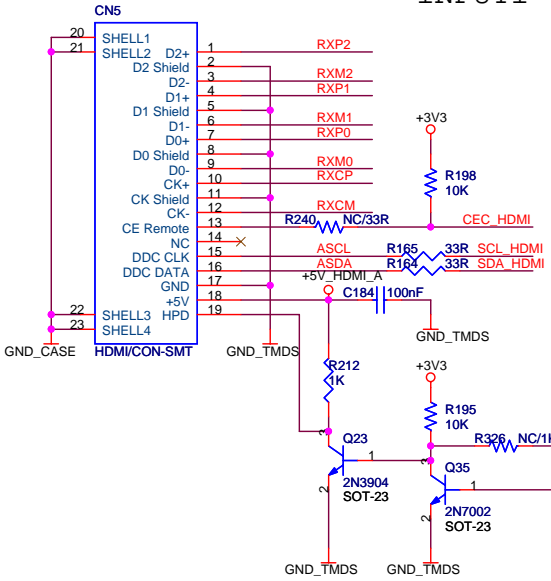 CN5
20 SHELL1
21 SHELL2
D2+ 1 RXP2
D2 Shield 2
D2- 3 RXM2
D1+ 4 RXP1
D1 Shield 5
D1- 6 RXM1
D0+ 7 RXP0
D0 Shield 8
D0- 9 RXM0
CK+ 10 RXCP
CK Shield 11
CK- 12 RXCM
CE Remote 13
NC 14
DDC CLK 15 ASCL
DDC DATA 16 ASDA
GND 17
+5V 18
HPD 19
22 SHELL3
23 SHELL4
GND_CASE
HDMI/CON-SMT
GND_TMDS
+3V3
R198
10K
R240 NC/33R CEC_HDMI
R165 33R SCL_HDMI
R164 33R SDA_HDMI
+5V_HDMI_A
C184 100nF
GND_TMDS
R212
1K
+3V3
R195
10K
R326 NC/1K
3
Q23
1
2
2N3904
SOT-23
GND_TMDS
3
Q35
1
2
2N7002
SOT-23
GND_TMDS